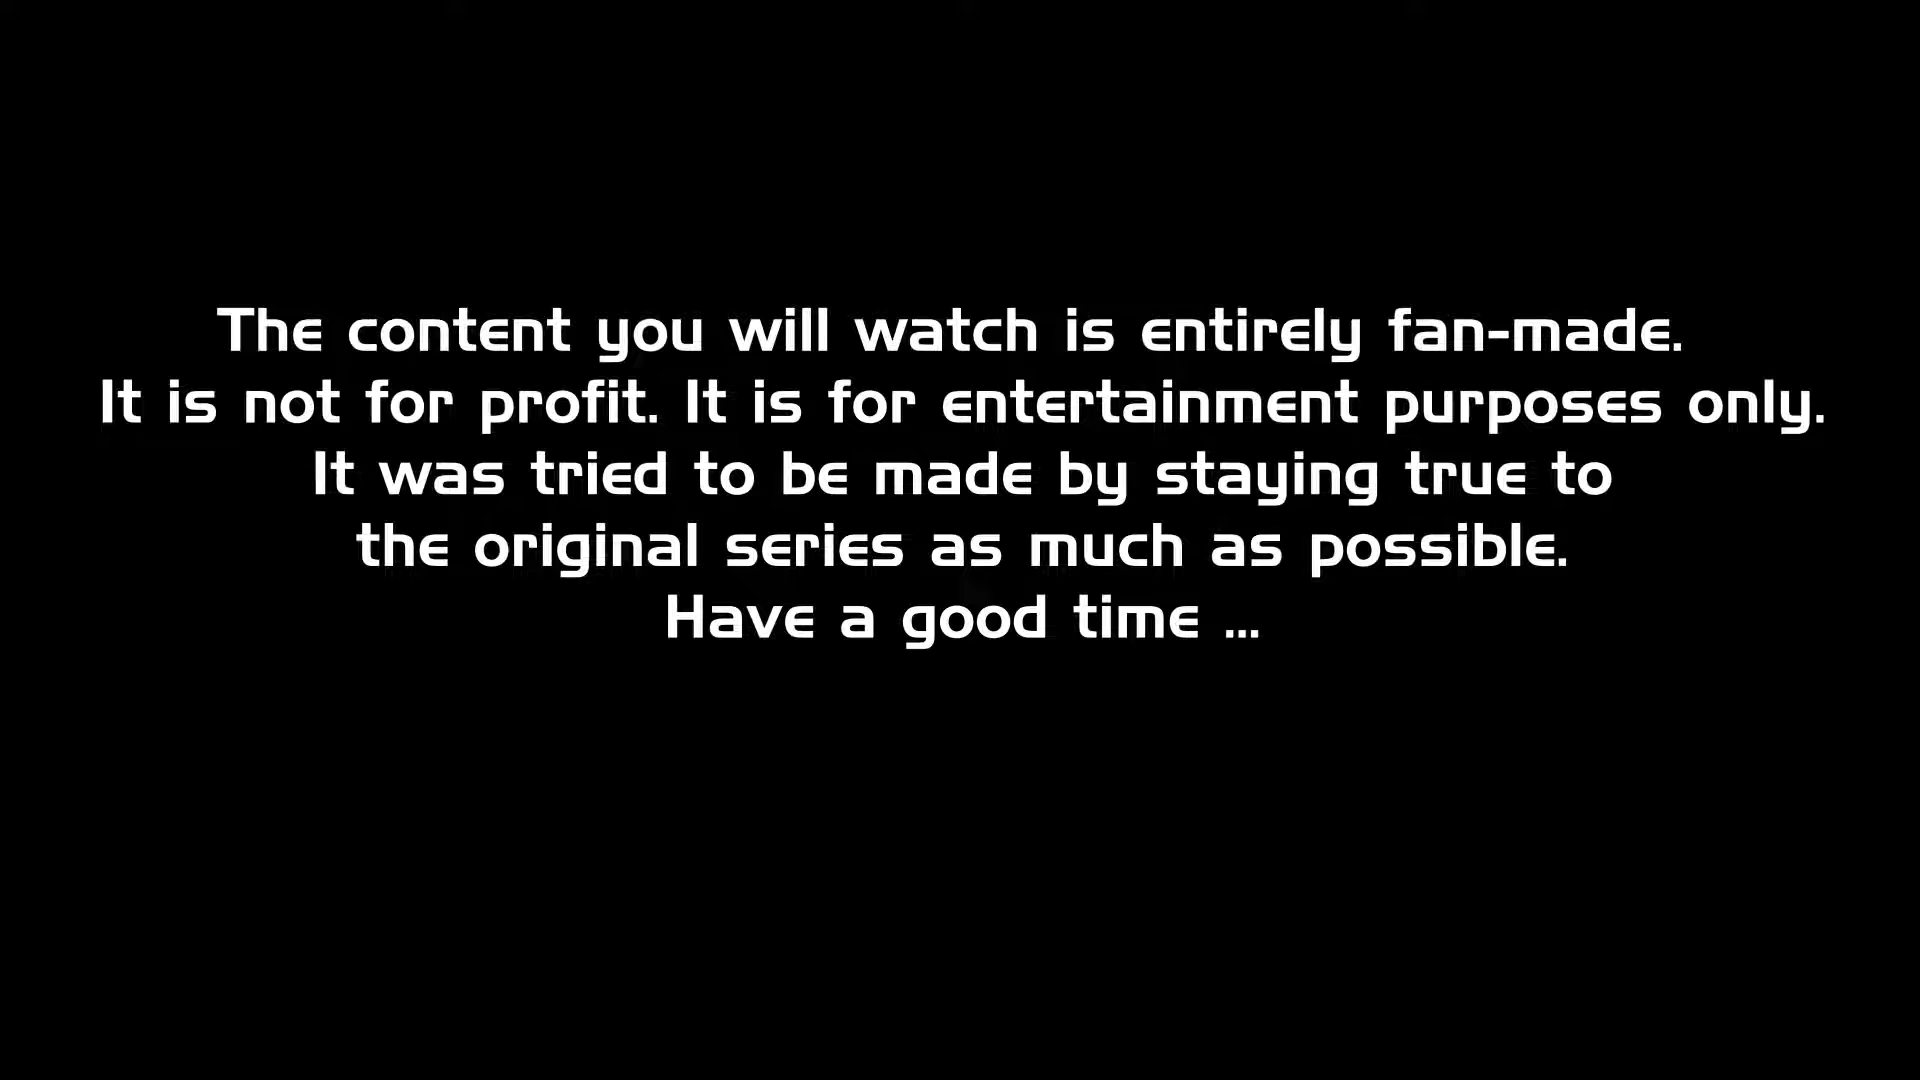 The content you will watch is entirely fan-made.
It is not for profit. It is for entertainment purposes only.
It was tried to be made by staying true to
the original series as much as possible.
Have a good time ...